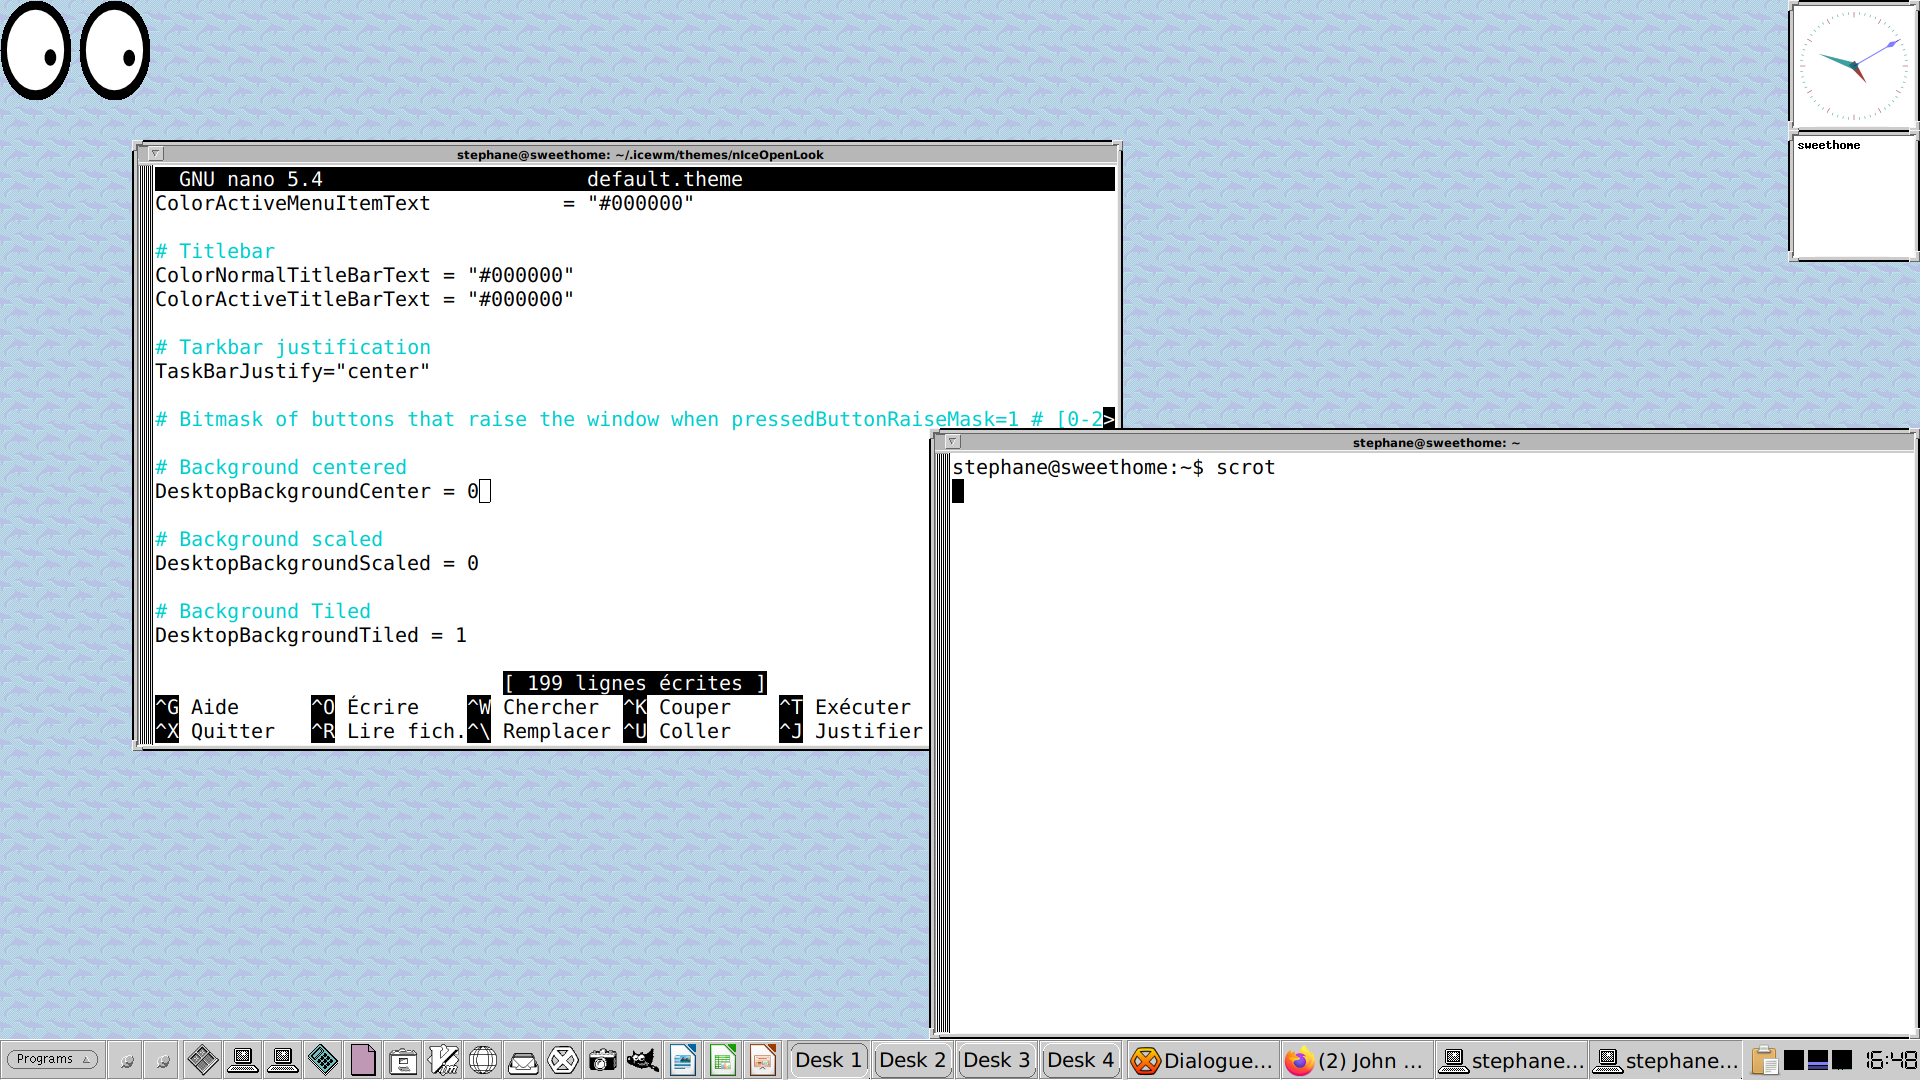 sweethome
stephane@sweethome: ~/.icewm/themes/nIceOpenLook
GNU nano 5.4 default.theme
ColorActiveMenuItemText = "#000000"
# Titlebar
ColorNormalTitleBarText = "#000000"
ColorActiveTitleBarText = "#000000"
# Tarkbar justification
TaskBarJustify="center"
# Bitmask of buttons that raise the window when pressedButtonRaiseMask=1 # [0-2>
# Background centered
DesktopBackgroundCenter = 0
# Background scaled
DesktopBackgroundScaled = 0
# Background Tiled
DesktopBackgroundTiled = 1
[ 199 lignes écrites ]
^G Aide ^O Écrire ^W Chercher ^K Couper ^T Exécuter
^X Quitter ^R Lire fich. ^\ Remplacer ^U Coller ^J Justifier
stephane@sweethome: ~
stephane@sweethome:~$ scrot
Programs Desk 1 Desk 2 Desk 3 Desk 4 Dialogue... (2) John ... stephane... stephane... 16:48